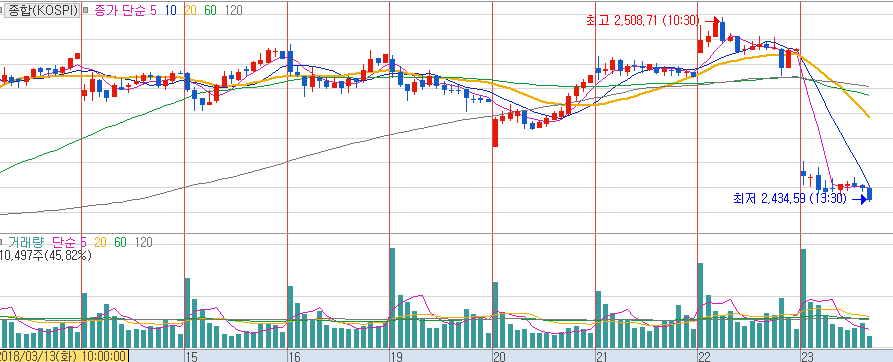 종합(KOSPI) 종가 단순 5 10 20 60 120
최고 2,508,71 (10:30)
최저 2,434,59 (13:30)
거래량 단순 5 20 60 120
10,497주(45,82%)
2018/03/13(화) 10:00:00 15 16 19 20 21 22 23